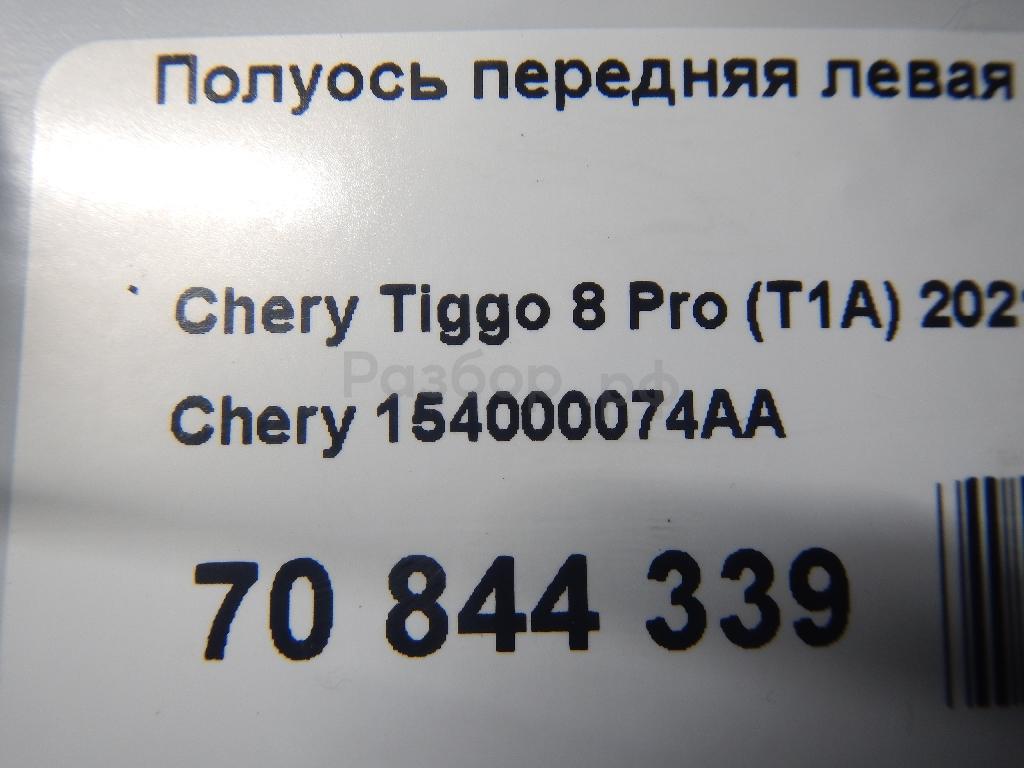 Полуось передняя левая
Chery Tiggo 8 Pro (T1A)
Разбор.рф
Chery 154000074AA
70 844 339